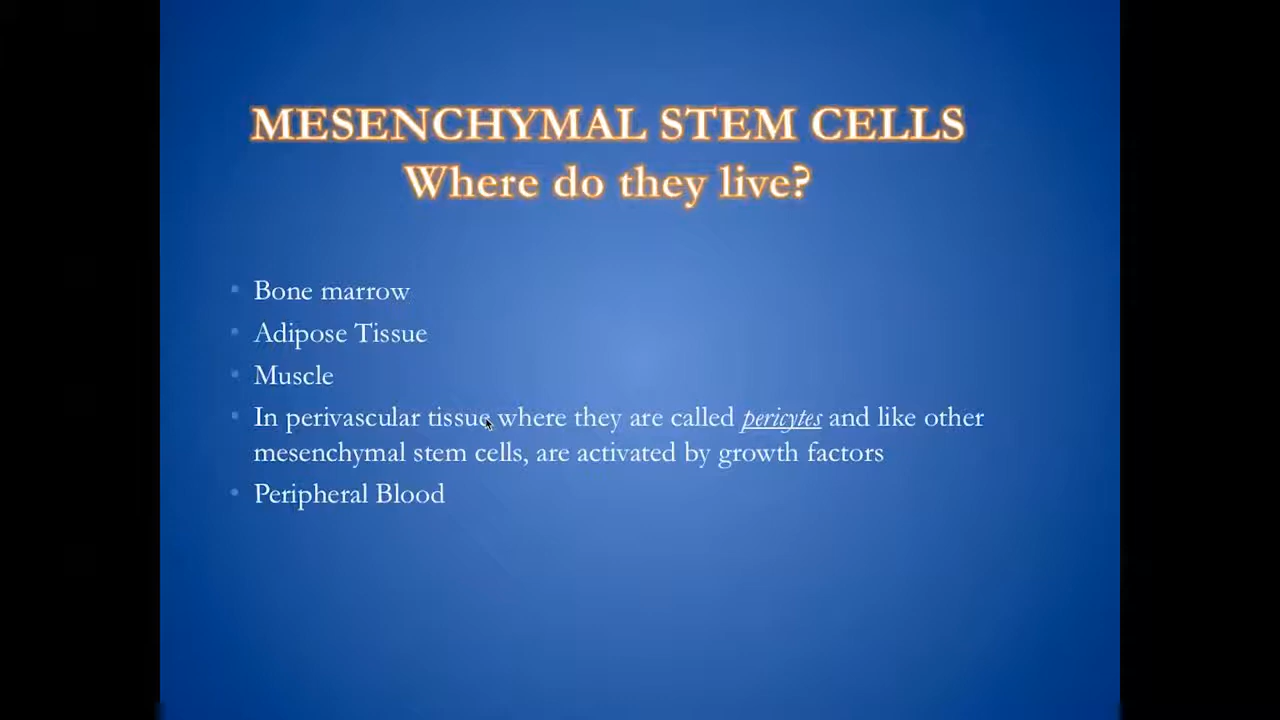 MESENCHYMAL STEM CELLS
Where do they live?
Bone marrow
Adipose Tissue
Muscle
In perivascular tissue where they are called pericytes and like other
mesenchymal stem cells, are activated by growth factors
Peripheral Blood